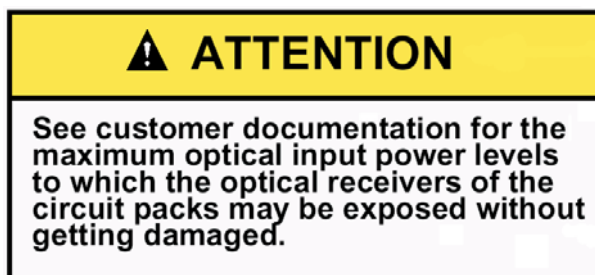 ATTENTION
See customer documentation for the
maximum optical input power levels
to which the optical receivers of the
circuit packs may be exposed without
getting damaged.